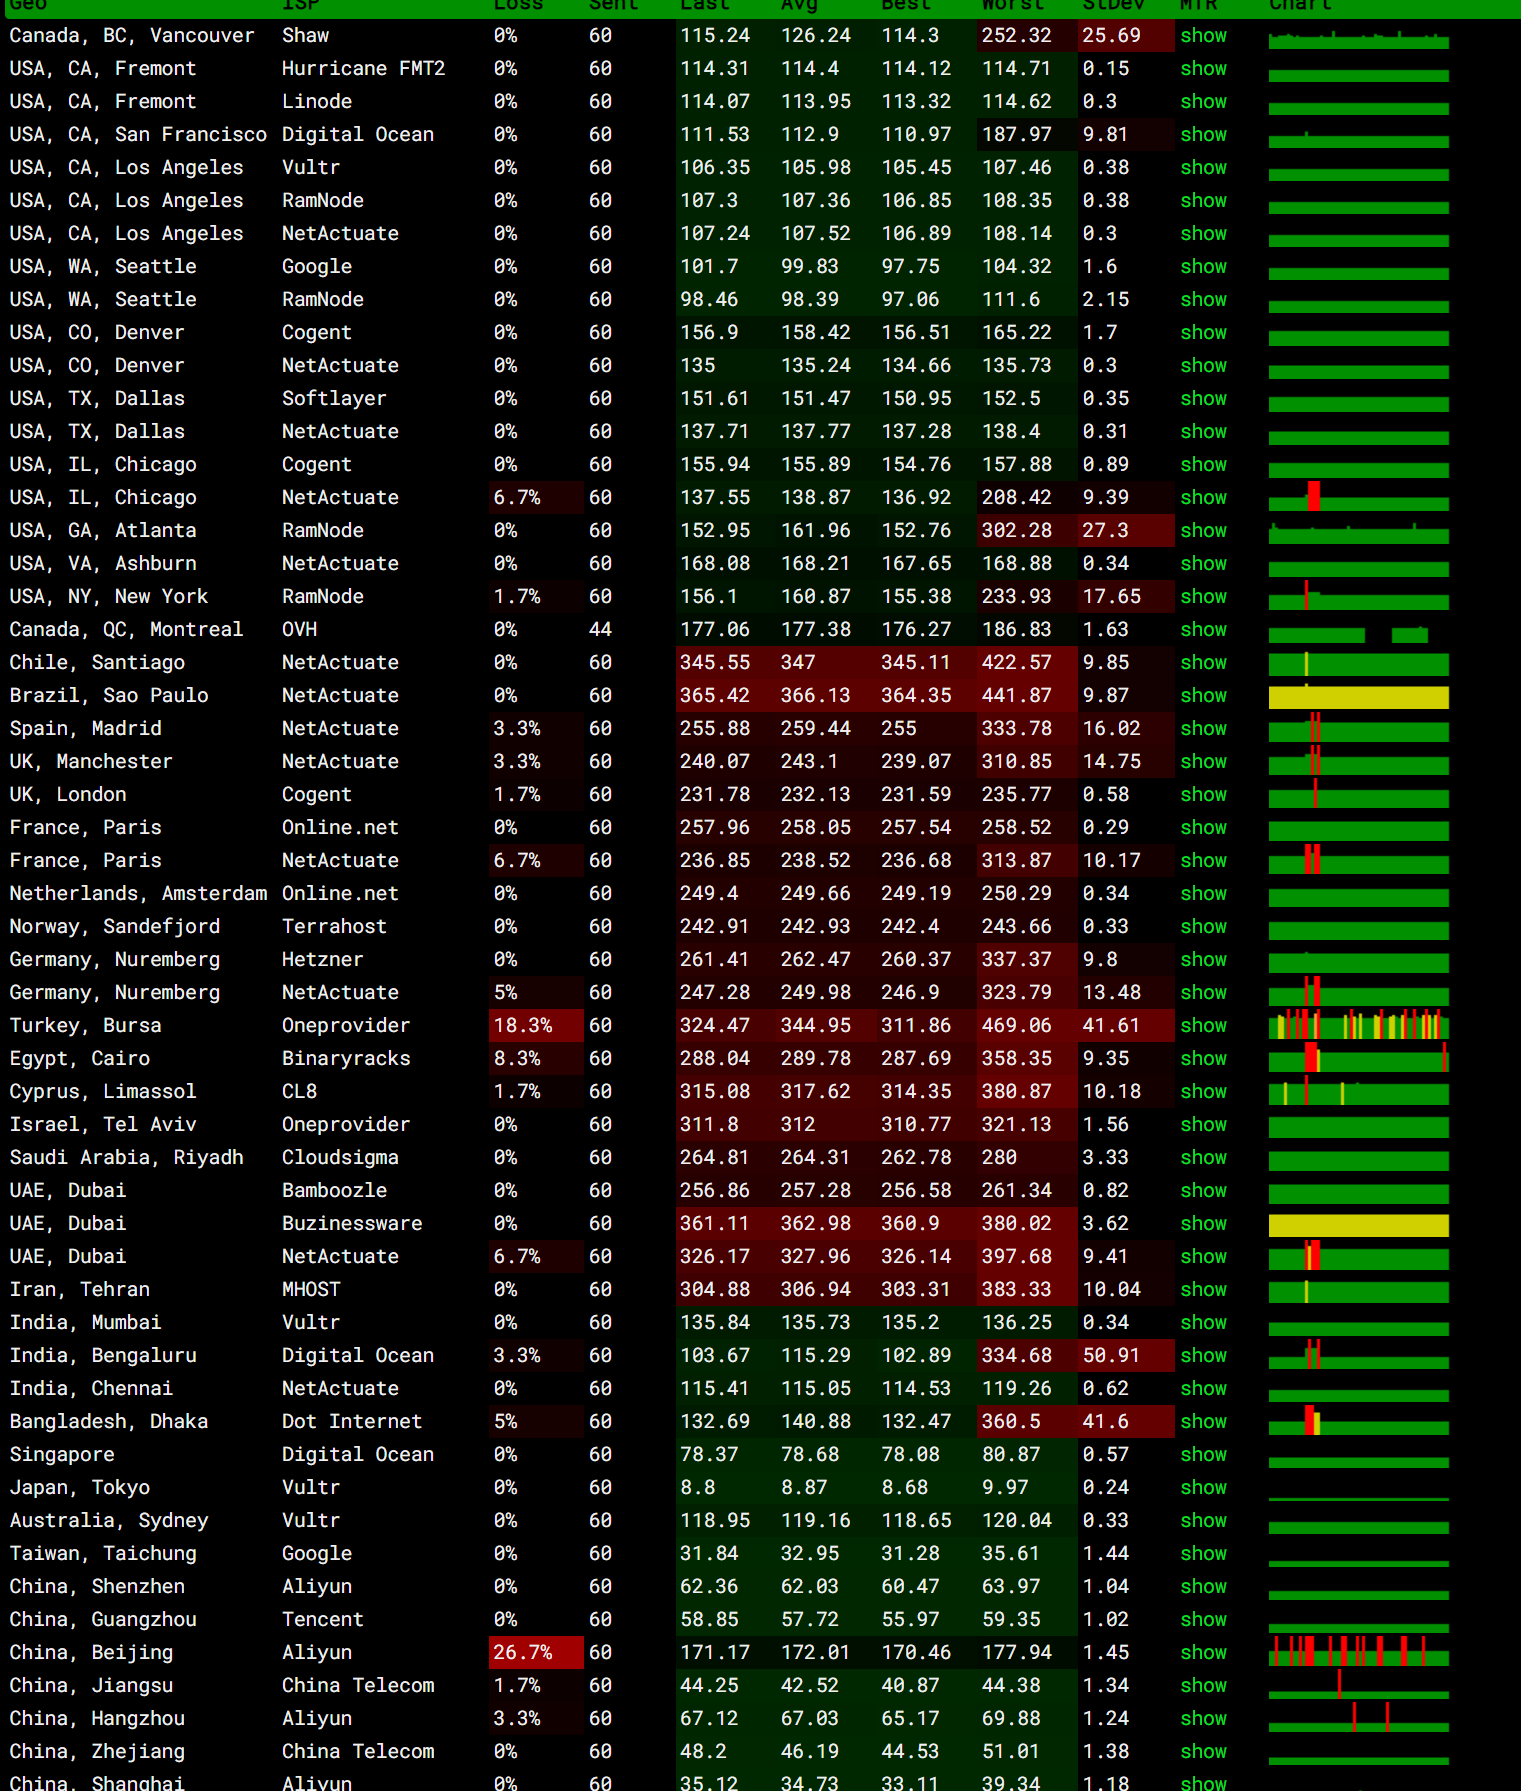 Geo ISP Loss Sent Last Avg Best Worst StDev MTR Chart
Canada, BC, Vancouver Shaw 0% 60 115.24 126.24 114.3 252.32 25.69 show
USA, CA, Fremont Hurricane FMT2 0% 60 114.31 114.4 114.12 114.71 0.15 show
USA, CA, Fremont Linode 0% 60 114.07 113.95 113.32 114.62 0.3 show
USA, CA, San Francisco Digital Ocean 0% 60 111.53 112.9 110.97 187.97 9.81 show
USA, CA, Los Angeles Vultr 0% 60 106.35 105.98 105.45 107.46 0.38 show
USA, CA, Los Angeles RamNode 0% 60 107.3 107.36 106.85 108.35 0.38 show
USA, CA, Los Angeles NetActuate 0% 60 107.24 107.52 106.89 108.14 0.3 show
USA, WA, Seattle Google 0% 60 101.7 99.83 97.75 104.32 1.6 show
USA, WA, Seattle RamNode 0% 60 98.46 98.39 97.06 111.6 2.15 show
USA, CO, Denver Cogent 0% 60 156.9 158.42 156.51 165.22 1.7 show
USA, CO, Denver NetActuate 0% 60 135 135.24 134.66 135.73 0.3 show
USA, TX, Dallas Softlayer 0% 60 151.61 151.47 150.95 152.5 0.35 show
USA, TX, Dallas NetActuate 0% 60 137.71 137.77 137.28 138.4 0.31 show
USA, IL, Chicago Cogent 0% 60 155.94 155.89 154.76 157.88 0.89 show
USA, IL, Chicago NetActuate 6.7% 60 137.55 138.87 136.92 208.42 9.39 show
USA, GA, Atlanta RamNode 0% 60 152.95 161.96 152.76 302.28 27.3 show
USA, VA, Ashburn NetActuate 0% 60 168.08 168.21 167.65 168.88 0.34 show
USA, NY, New York RamNode 1.7% 60 156.1 160.87 155.38 233.93 17.65 show
Canada, QC, Montreal OVH 0% 44 177.06 177.38 176.27 186.83 1.63 show
Chile, Santiago NetActuate 0% 60 345.55 347 345.11 422.57 9.85 show
Brazil, Sao Paulo NetActuate 0% 60 365.42 366.13 364.35 441.87 9.87 show
Spain, Madrid NetActuate 3.3% 60 255.88 259.44 255 333.78 16.02 show
UK, Manchester NetActuate 3.3% 60 240.07 243.1 239.07 310.85 14.75 show
UK, London Cogent 1.7% 60 231.78 232.13 231.59 235.77 0.58 show
France, Paris Online.net 0% 60 257.96 258.05 257.54 258.52 0.29 show
France, Paris NetActuate 6.7% 60 236.85 238.52 236.68 313.87 10.17 show
Netherlands, Amsterdam Online.net 0% 60 249.4 249.66 249.19 250.29 0.34 show
Norway, Sandefjord Terrahost 0% 60 242.91 242.93 242.4 243.66 0.33 show
Germany, Nuremberg Hetzner 0% 60 261.41 262.47 260.37 337.37 9.8 show
Germany, Nuremberg NetActuate 5% 60 247.28 249.98 246.9 323.79 13.48 show
Turkey, Bursa Oneprovider 18.3% 60 324.47 344.95 311.86 469.06 41.61 show
Egypt, Cairo Binaryracks 8.3% 60 288.04 289.78 287.69 358.35 9.35 show
Cyprus, Limassol CL8 1.7% 60 315.08 317.62 314.35 380.87 10.18 show
Israel, Tel Aviv Oneprovider 0% 60 311.8 312 310.77 321.13 1.56 show
Saudi Arabia, Riyadh Cloudsigma 0% 60 264.81 264.31 262.78 280 3.33 show
UAE, Dubai Bamboozle 0% 60 256.86 257.28 256.58 261.34 0.82 show
UAE, Dubai Buzinessware 0% 60 361.11 362.98 360.9 380.02 3.62 show
UAE, Dubai NetActuate 6.7% 60 326.17 327.96 326.14 397.68 9.41 show
Iran, Tehran MHOST 0% 60 304.88 306.94 303.31 383.33 10.04 show
India, Mumbai Vultr 0% 60 135.84 135.73 135.2 136.25 0.34 show
India, Bengaluru Digital Ocean 3.3% 60 103.67 115.29 102.89 334.68 50.91 show
India, Chennai NetActuate 0% 60 115.41 115.05 114.53 119.26 0.62 show
Bangladesh, Dhaka Dot Internet 5% 60 132.69 140.88 132.47 360.5 41.6 show
Singapore Digital Ocean 0% 60 78.37 78.68 78.08 80.87 0.57 show
Japan, Tokyo Vultr 0% 60 8.8 8.87 8.68 9.97 0.24 show
Australia, Sydney Vultr 0% 60 118.95 119.16 118.65 120.04 0.33 show
Taiwan, Taichung Google 0% 60 31.84 32.95 31.28 35.61 1.44 show
China, Shenzhen Aliyun 0% 60 62.36 62.03 60.47 63.97 1.04 show
China, Guangzhou Tencent 0% 60 58.85 57.72 55.97 59.35 1.02 show
China, Beijing Aliyun 26.7% 60 171.17 172.01 170.46 177.94 1.45 show
China, Jiangsu China Telecom 1.7% 60 44.25 42.52 40.87 44.38 1.34 show
China, Hangzhou Aliyun 3.3% 60 67.12 67.03 65.17 69.88 1.24 show
China, Zhejiang China Telecom 0% 60 48.2 46.19 44.53 51.01 1.38 show
China, Shanghai Aliyun 0% 60 35.12 34.73 33.11 39.34 1.18 show